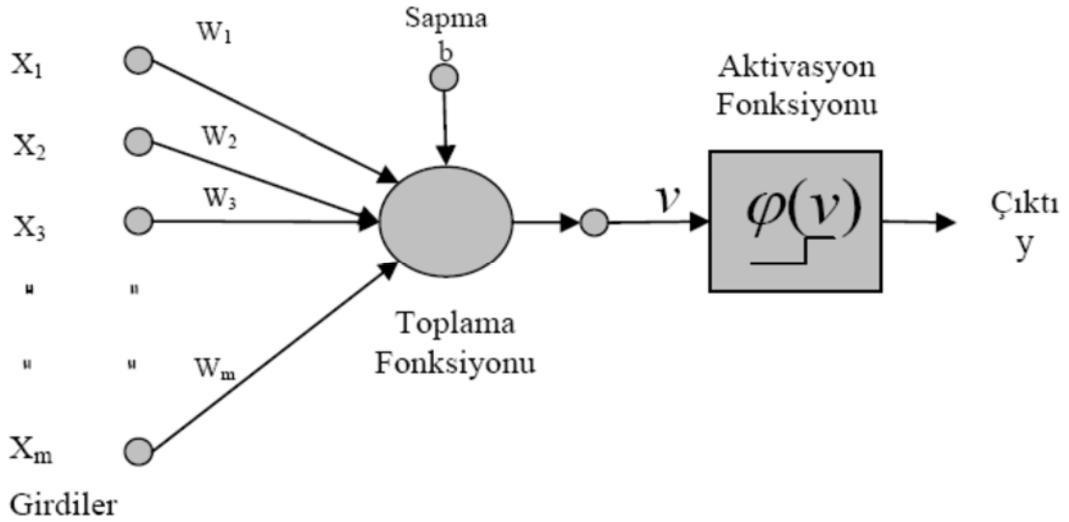 X₁
W₁
Sapma
b
Aktivasyon
Fonksiyonu
X₂
W₂
X₃
W₃
v
φ(v)
Çıktı
y
" "
Toplama
Fonksiyonu
" "
Wₘ
Xₘ
Girdiler